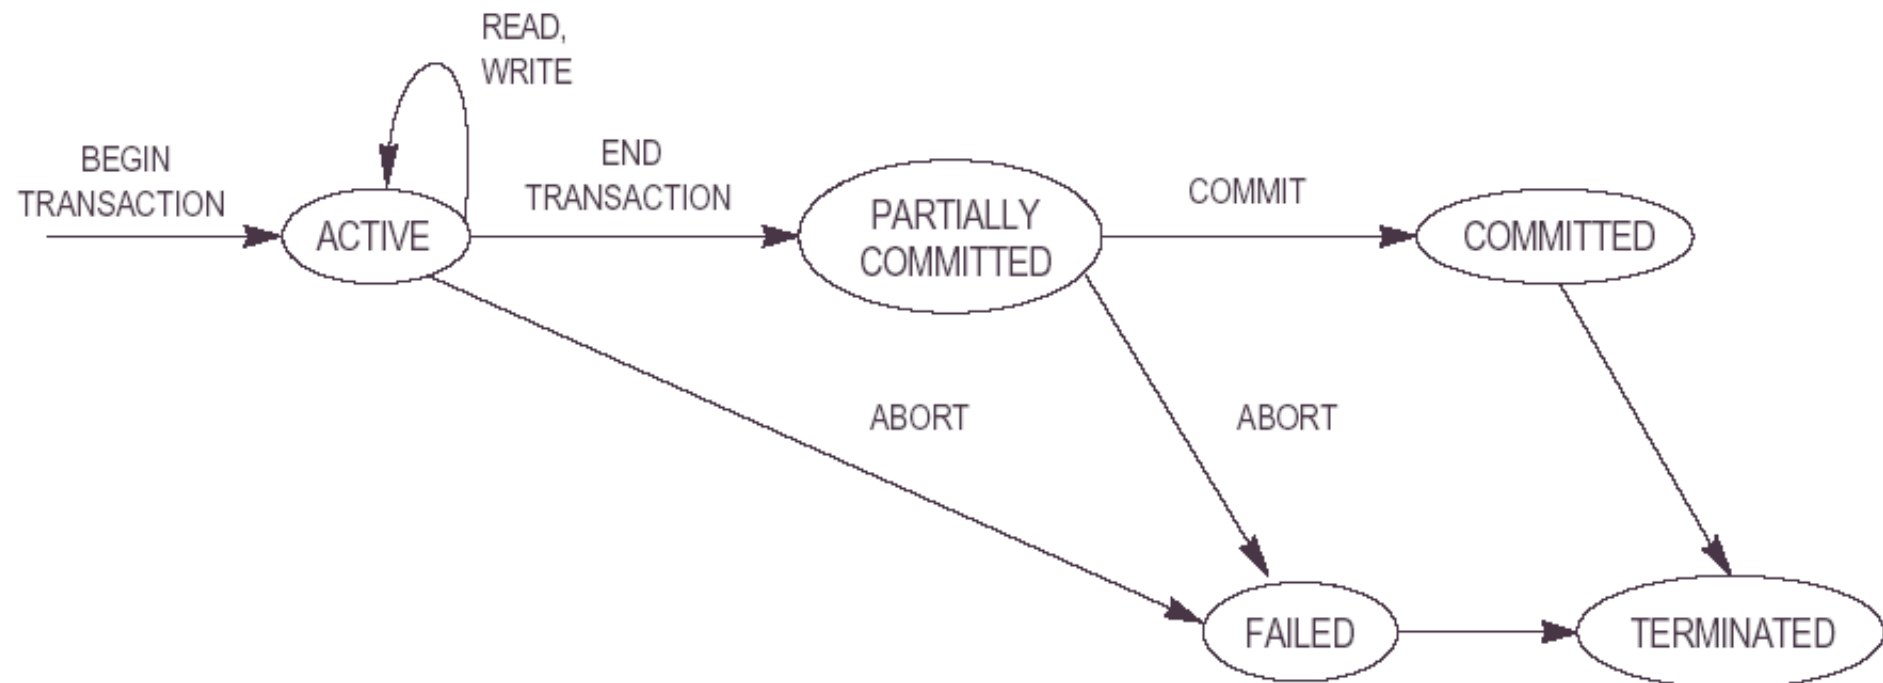 READ,
WRITE
BEGIN
TRANSACTION
END
TRANSACTION
COMMIT
ACTIVE
PARTIALLY
COMMITTED
COMMITTED
ABORT
ABORT
FAILED
TERMINATED